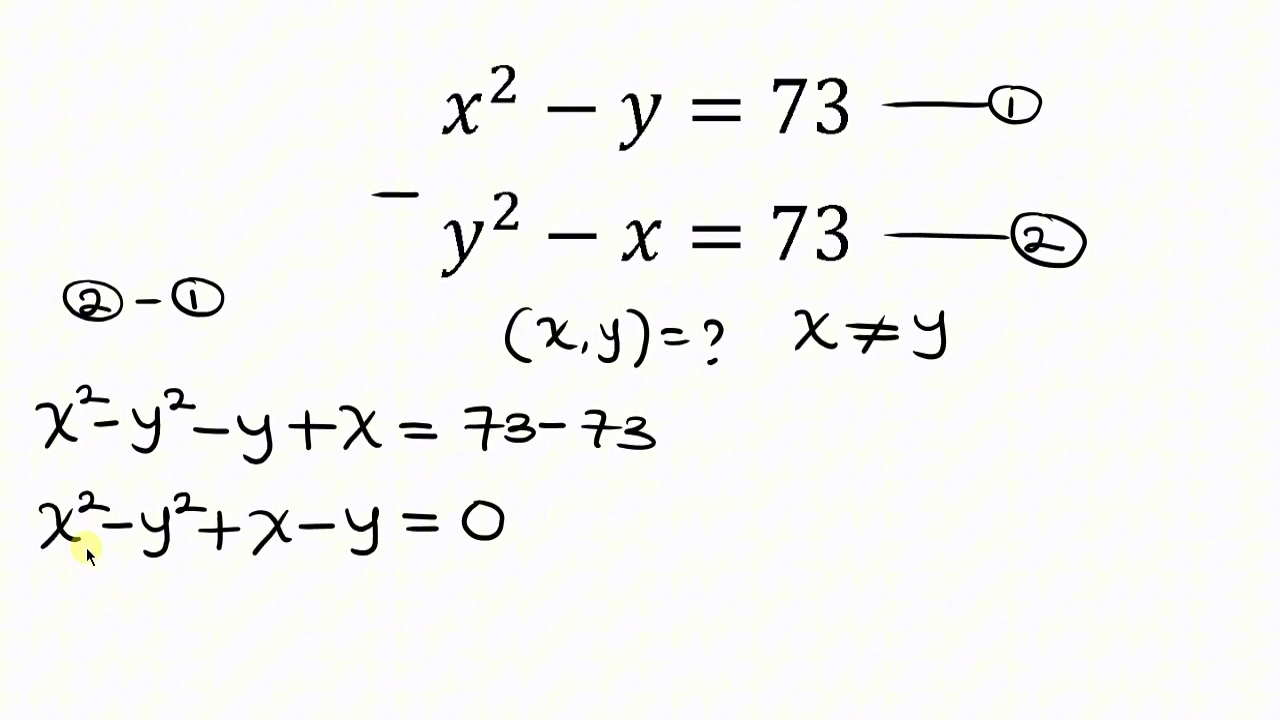 x² − y = 73 —①
− y² − x = 73 —②
② − ①
(x, y) = ? x ≠ y
x² − y² − y + x = 73 − 73
x² − y² + x − y = 0